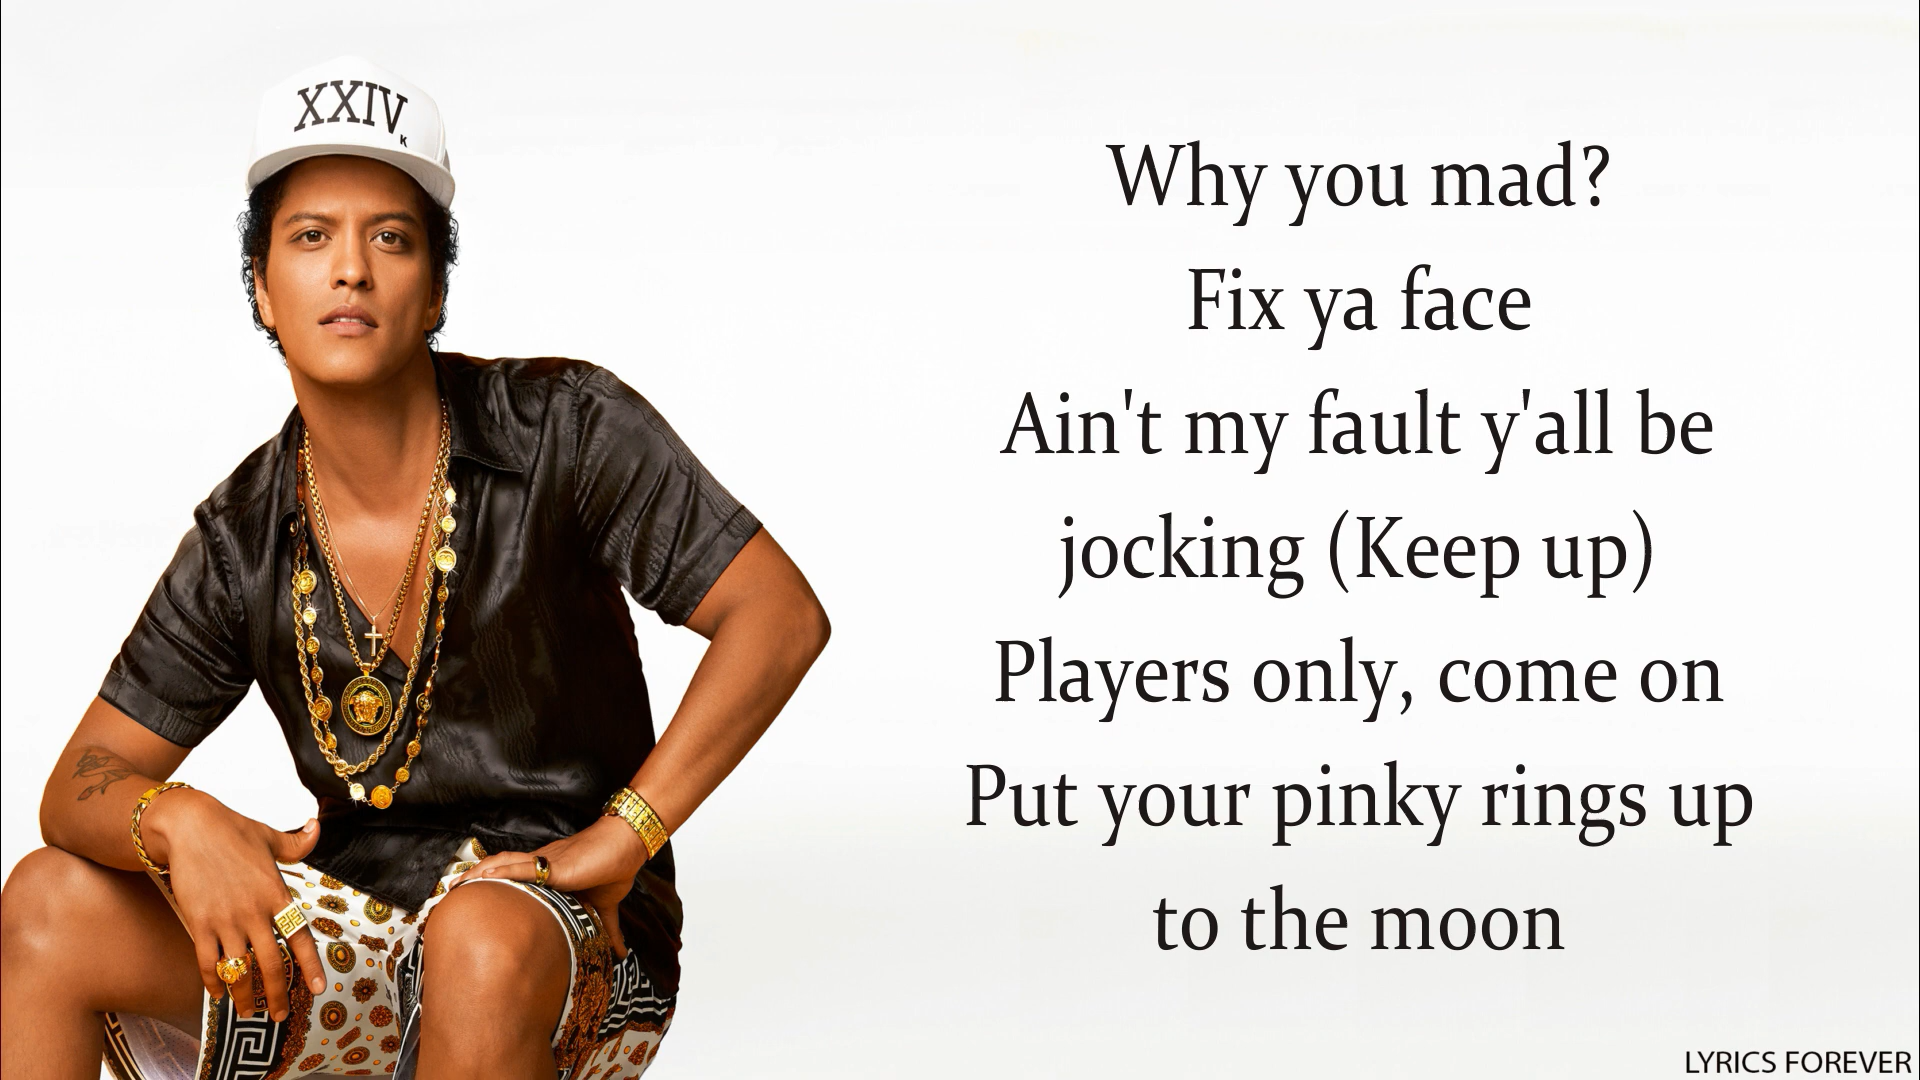 XXIV
K
Why you mad?
Fix ya face
Ain't my fault y'all be
jocking (Keep up)
Players only, come on
Put your pinky rings up
to the moon
LYRICS FOREVER